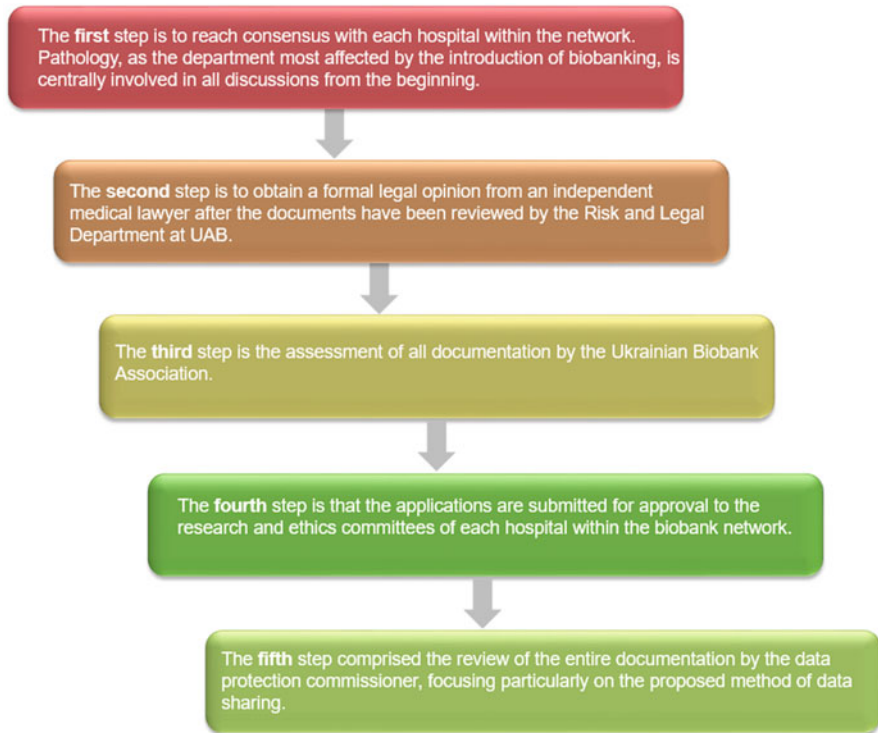 The first step is to reach consensus with each hospital within the network.
Pathology, as the department most affected by the introduction of biobanking, is
centrally involved in all discussions from the beginning.
The second step is to obtain a formal legal opinion from an independent
medical lawyer after the documents have been reviewed by the Risk and Legal
Department at UAB.
The third step is the assessment of all documentation by the Ukrainian Biobank
Association.
The fourth step is that the applications are submitted for approval to the
research and ethics committees of each hospital within the biobank network.
The fifth step comprised the review of the entire documentation by the data
protection commissioner, focusing particularly on the proposed method of data
sharing.